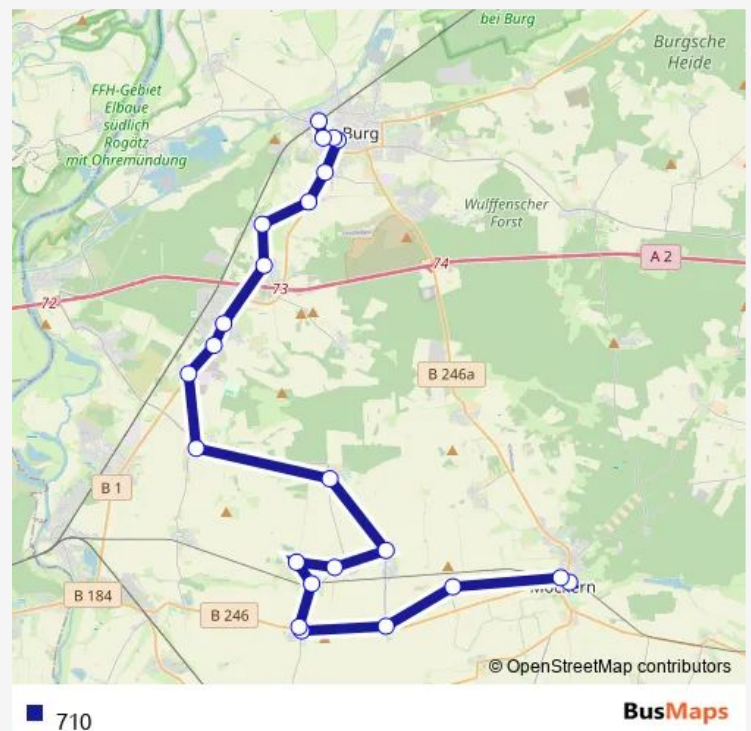 bei Burg
Burgsche
Heide
FFH-Gebiet
Elbaue
südlich
Rogätz
mit Ohremündung
Burg
Wulffenscher
Forst
A 2
74
73
72
B 246a
B 1
B 184
B 246
Möckern
© OpenStreetMap contributors
710
BusMaps